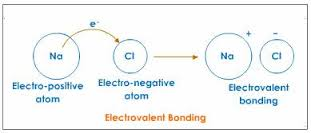 e-
Na
Cl
Na
+
Cl
−
Electro-positive
atom
Electro-negative
atom
Electrovalent
bonding
Electrovalent Bonding